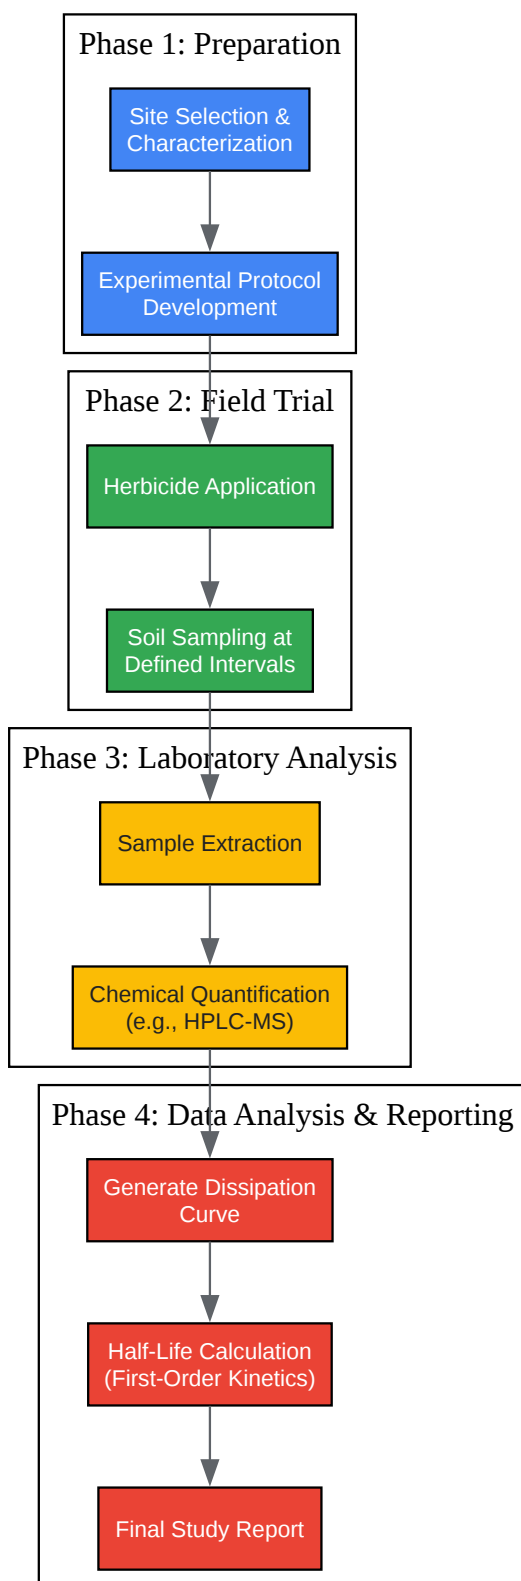 Phase 1: Preparation
Site Selection &
Characterization
Experimental Protocol
Development
Phase 2: Field Trial
Herbicide Application
Soil Sampling at
Defined Intervals
Phase 3: Laboratory Analysis
Sample Extraction
Chemical Quantification
(e.g., HPLC-MS)
Phase 4: Data Analysis & Reporting
Generate Dissipation
Curve
Half-Life Calculation
(First-Order Kinetics)
Final Study Report